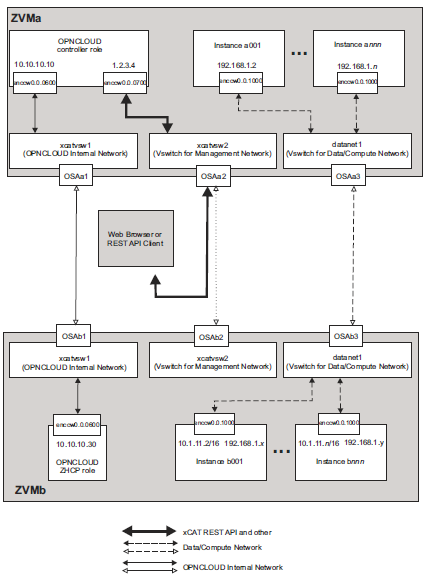 ZVMa
OPNCLOUD
controller role
10.10.10.10
1.2.3.4
enccw0.0.0600
enccw0.0.0700
Instance a001
192.168.1.2
enccw0.0.1000
...
Instance annn
192.168.1.n
enccw0.0.1000
xcatvsw1
(OPNCLOUD Internal Network)
xcatvsw2
(Vswitch for Management Network)
datanet1
(Vswitch for Data/Compute Network)
OSAa1
OSAa2
OSAa3
Web Browser or
REST API Client
OSAb1
OSAb2
OSAb3
xcatvsw1
(OPNCLOUD Internal Network)
xcatvsw2
(Vswitch for Management Network)
datanet1
(Vswitch for Data/Compute Network)
enccw0.0.0600
10.10.10.30
OPNCLOUD
ZHCP role
enccw0.0.1000
10.1.11.2/16 192.168.1.x
Instance b001
...
enccw0.0.1000
10.1.11.n/16 192.168.1.y
Instance bnnn
ZVMb
xCAT REST API and other
Data/Compute Network
OPNCLOUD Internal Network